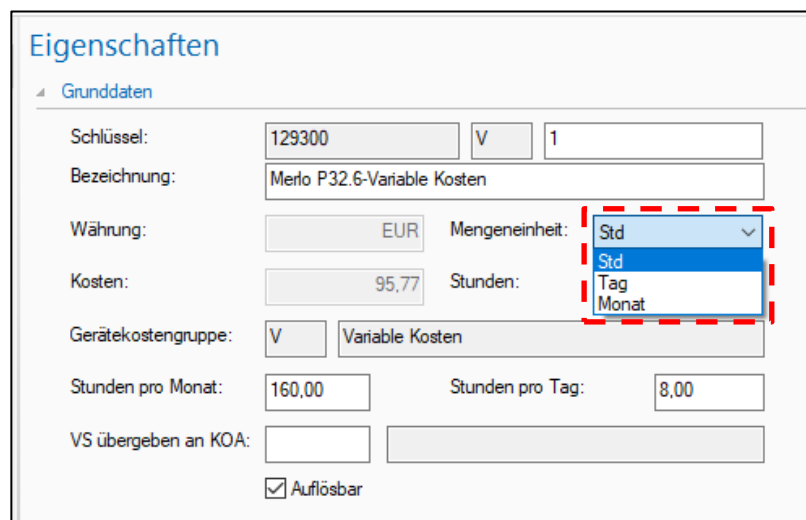 Eigenschaften
Grunddaten
Schlüssel: 129300 V 1
Bezeichnung: Merlo P32.6-Variable Kosten
Währung: EUR Mengeneinheit: Std
Std
Kosten: 95,77 Stunden: Tag
Monat
Gerätekostengruppe: V Variable Kosten
Stunden pro Monat: 160,00 Stunden pro Tag: 8,00
VS übergeben an KOA:
Auflösbar